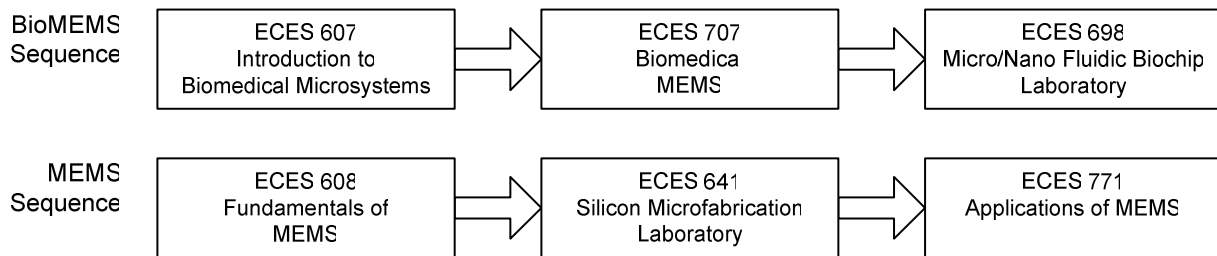 BioMEMS
Sequence
ECES 607
Introduction to
Biomedical Microsystems
ECES 707
Biomedica
MEMS
ECES 698
Micro/Nano Fluidic Biochip
Laboratory
MEMS
Sequence
ECES 608
Fundamentals of
MEMS
ECES 641
Silicon Microfabrication
Laboratory
ECES 771
Applications of MEMS